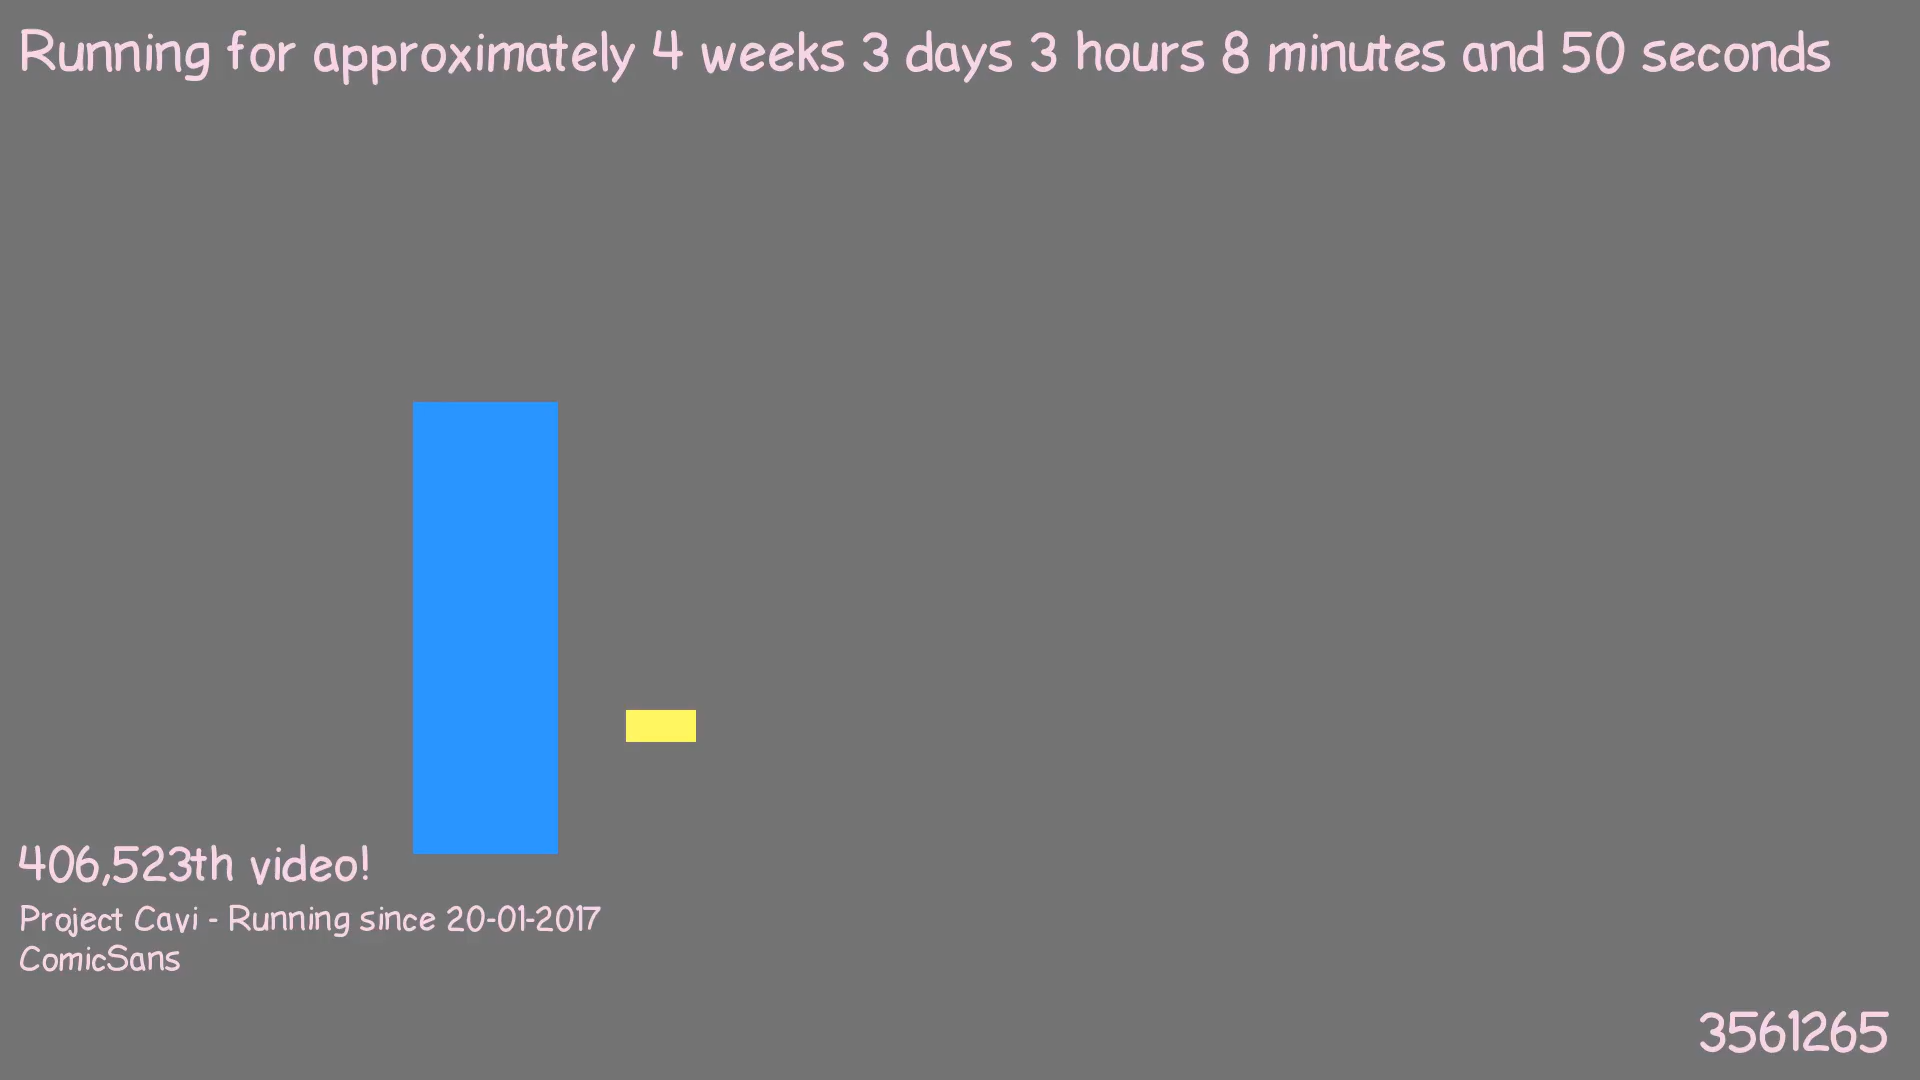 Running for approximately 4 weeks 3 days 3 hours 8 minutes and 50 seconds
406,523th video!
Project Cavi - Running since 20-01-2017
ComicSans
3561265